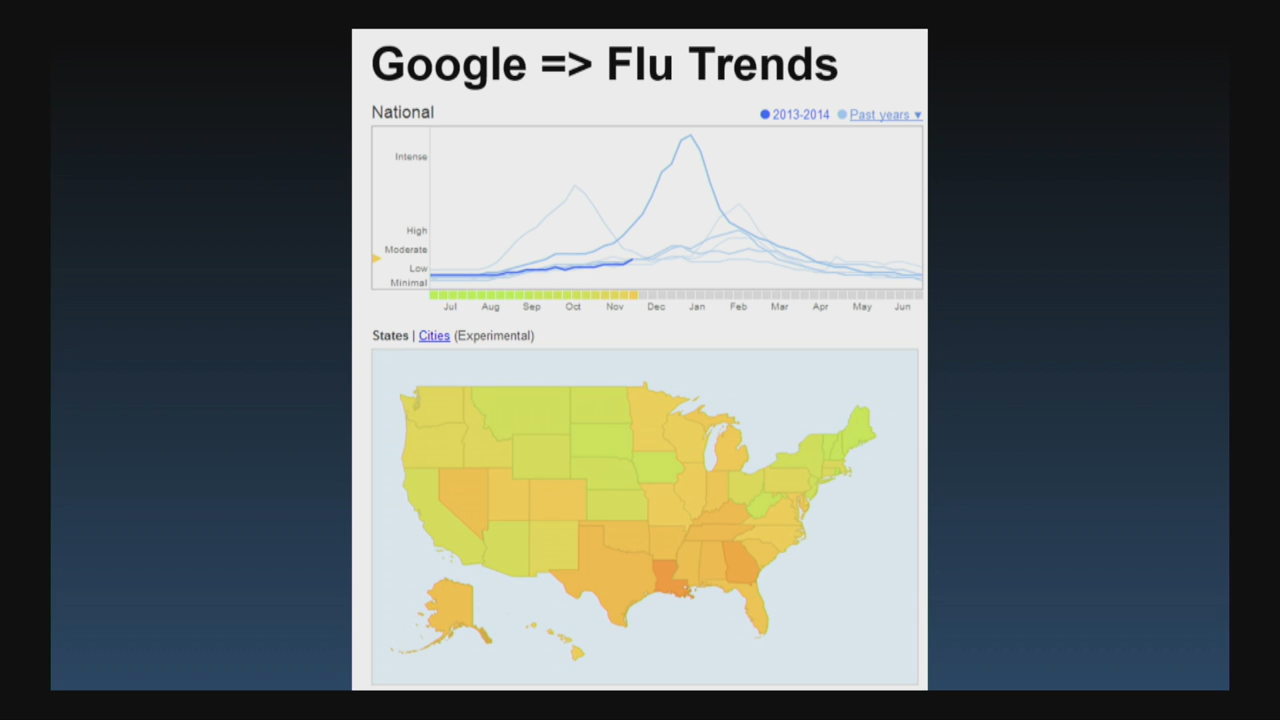 Google => Flu Trends
National
2013-2014 Past years ▼
Intense
High
Moderate
Low
Minimal
Jul Aug Sep Oct Nov Dec Jan Feb Mar Apr May Jun
States | Cities (Experimental)